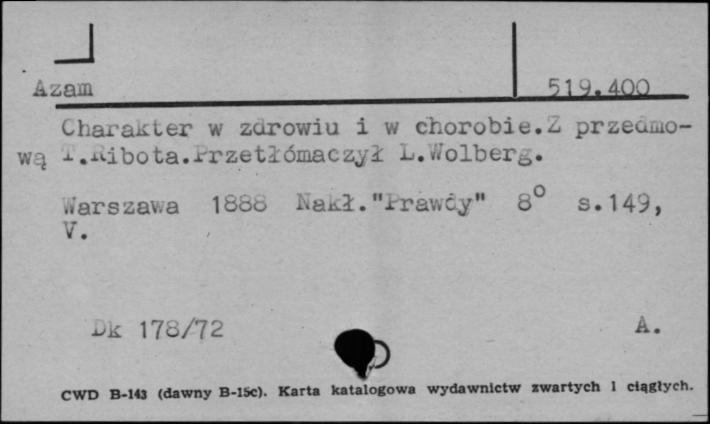 Azam 519.400
Charakter w zdrowiu i w chorobie.Z przedmo-
wą T.Ribota.Przetłómaczył L.Wolberg.
Warszawa 1888 Nakł."Prawdy" 8° s.149,
V.
Dk 178/72 A.
CWD B-143 (dawny B-15c). Karta katalogowa wydawnictw zwartych i ciągłych.